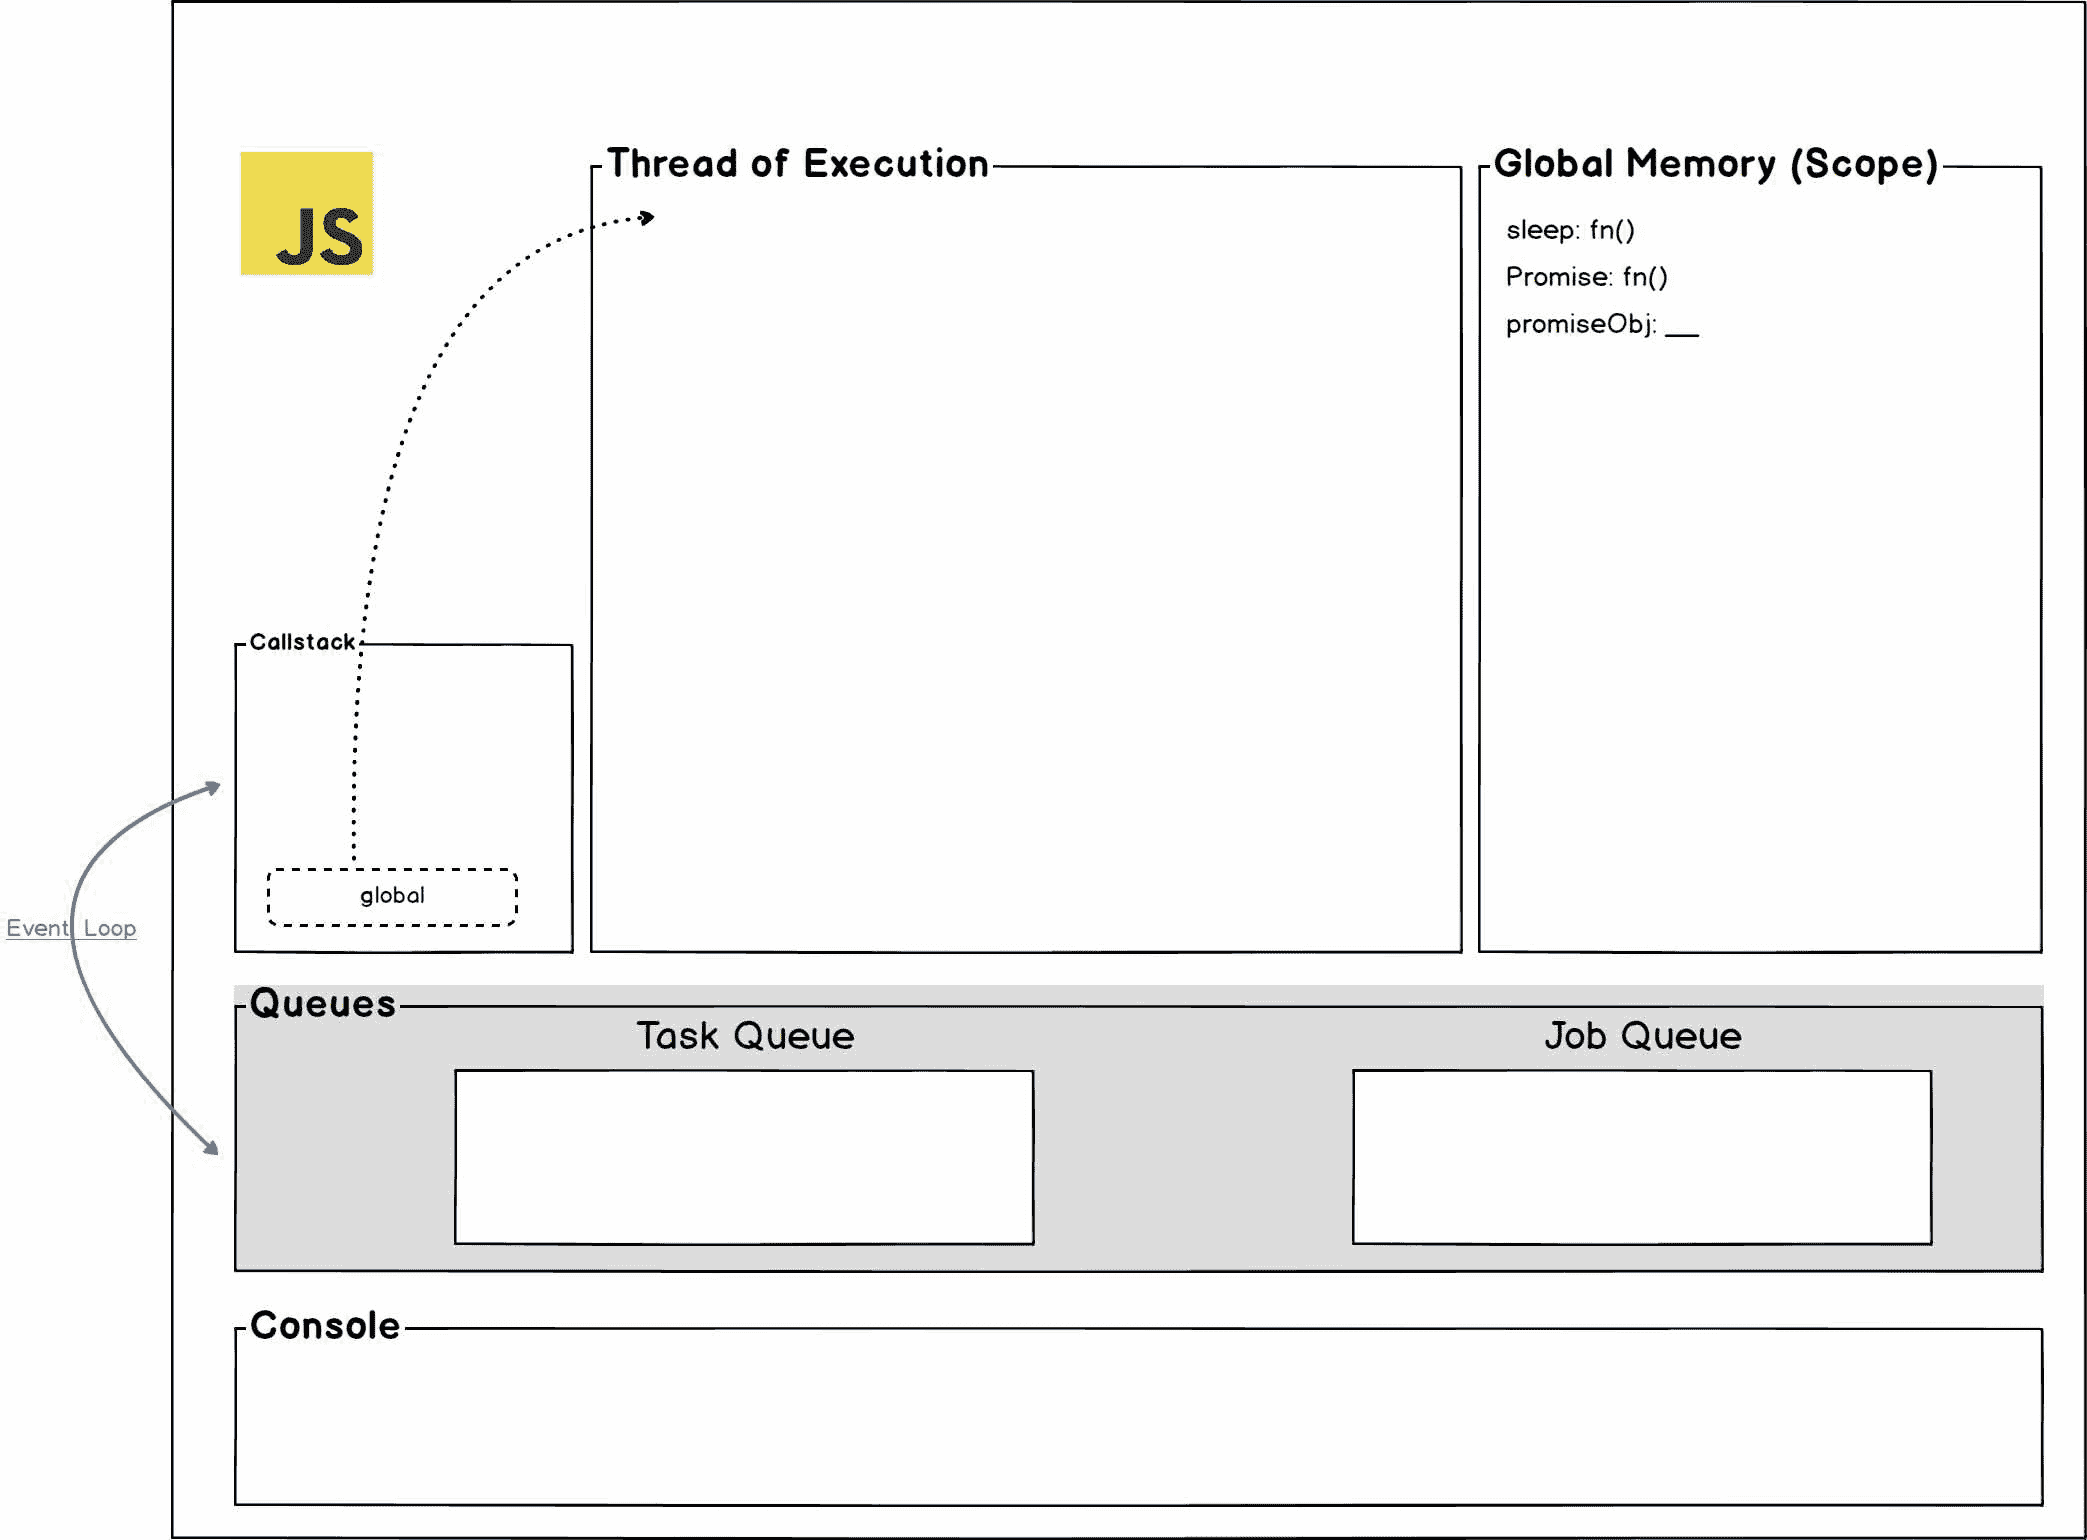 JS
Thread of Execution
Global Memory (Scope)
sleep: fn()
Promise: fn()
promiseObj: __
Callstack
global
Event Loop
Queues
Task Queue
Job Queue
Console